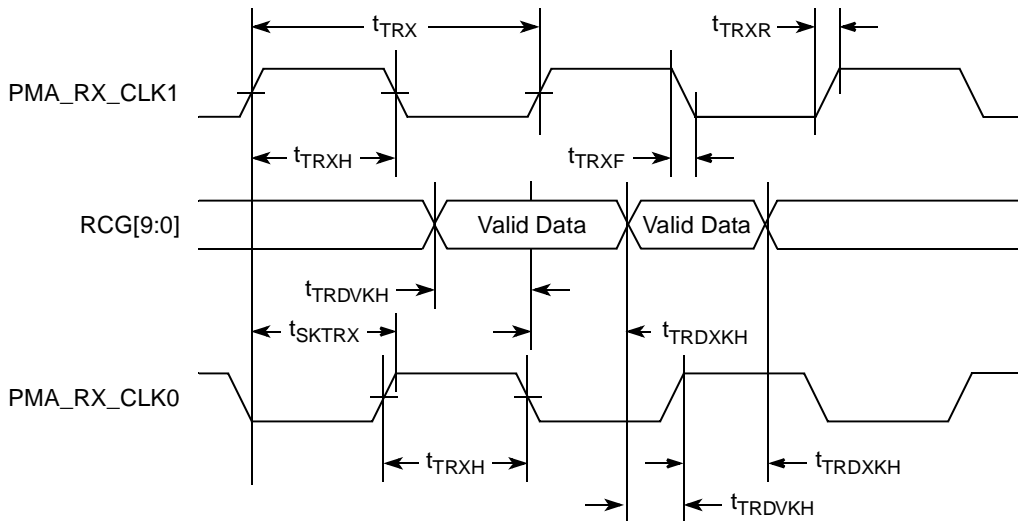 tTRX
tTRXR
PMA_RX_CLK1
tTRXH
tTRXF
RCG[9:0]
Valid Data
Valid Data
tTRDVKH
tSKTRX
tTRDXKH
PMA_RX_CLK0
tTRXH
tTRDXKH
tTRDVKH